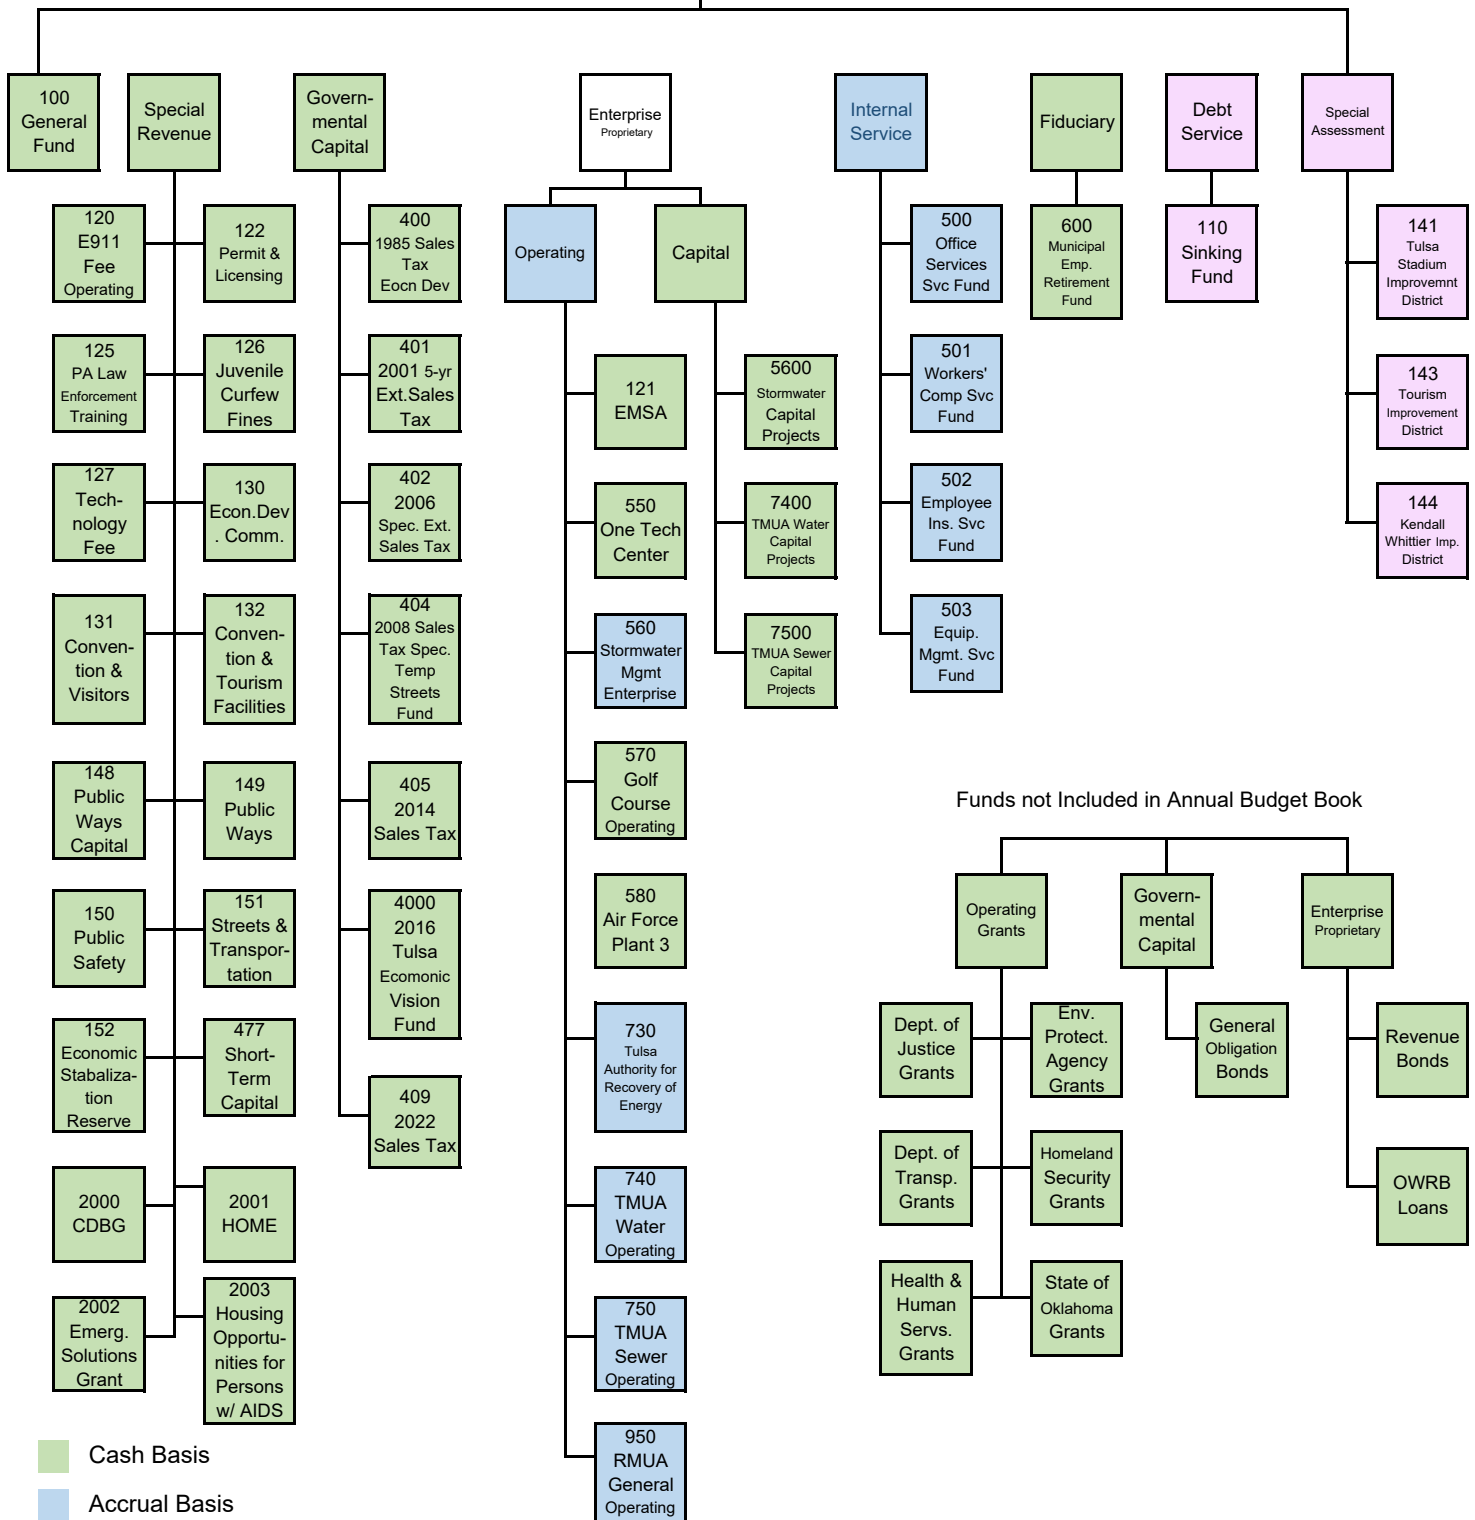 100
General
Fund
Special
Revenue
Govern-
mental
Capital
Enterprise
Proprietary
Internal
Service
Fiduciary
Debt
Service
Special
Assessment
120
E911
Fee
Operating
122
Permit &
Licensing
400
1985 Sales
Tax
Eocn Dev
Operating
Capital
500
Office
Services
Svc Fund
600
Municipal
Emp.
Retirement
Fund
110
Sinking
Fund
141
Tulsa
Stadium
Improvemnt
District
125
PA Law
Enforcement
Training
126
Juvenile
Curfew
Fines
401
2001 5-yr
Ext.Sales
Tax
121
EMSA
5600
Stormwater
Capital
Projects
501
Workers'
Comp Svc
Fund
143
Tourism
Improvement
District
127
Tech-
nology
Fee
130
Econ.Dev
. Comm.
402
2006
Spec. Ext.
Sales Tax
550
One Tech
Center
7400
TMUA Water
Capital
Projects
502
Employee
Ins. Svc
Fund
144
Kendall
Whittier Imp.
District
131
Conven-
tion &
Visitors
132
Conven-
tion &
Tourism
Facilities
404
2008 Sales
Tax Spec.
Temp
Streets
Fund
560
Stormwater
Mgmt
Enterprise
7500
TMUA Sewer
Capital
Projects
503
Equip.
Mgmt. Svc
Fund
148
Public
Ways
Capital
149
Public
Ways
405
2014
Sales Tax
570
Golf
Course
Operating
150
Public
Safety
151
Streets &
Transpor-
tation
4000
2016
Tulsa
Ecomonic
Vision
Fund
580
Air Force
Plant 3
152
Economic
Stabaliza-
tion
Reserve
477
Short-
Term
Capital
409
2022
Sales Tax
730
Tulsa
Authority for
Recovery of
Energy
2000
CDBG
2001
HOME
740
TMUA
Water
Operating
2002
Emerg.
Solutions
Grant
2003
Housing
Opportu-
nities for
Persons
w/ AIDS
750
TMUA
Sewer
Operating
950
RMUA
General
Operating
Funds not Included in Annual Budget Book
Operating
Grants
Govern-
mental
Capital
Enterprise
Proprietary
Dept. of
Justice
Grants
Env.
Protect.
Agency
Grants
General
Obligation
Bonds
Revenue
Bonds
Dept. of
Transp.
Grants
Homeland
Security
Grants
OWRB
Loans
Health &
Human
Servs.
Grants
State of
Oklahoma
Grants
Cash Basis
Accrual Basis